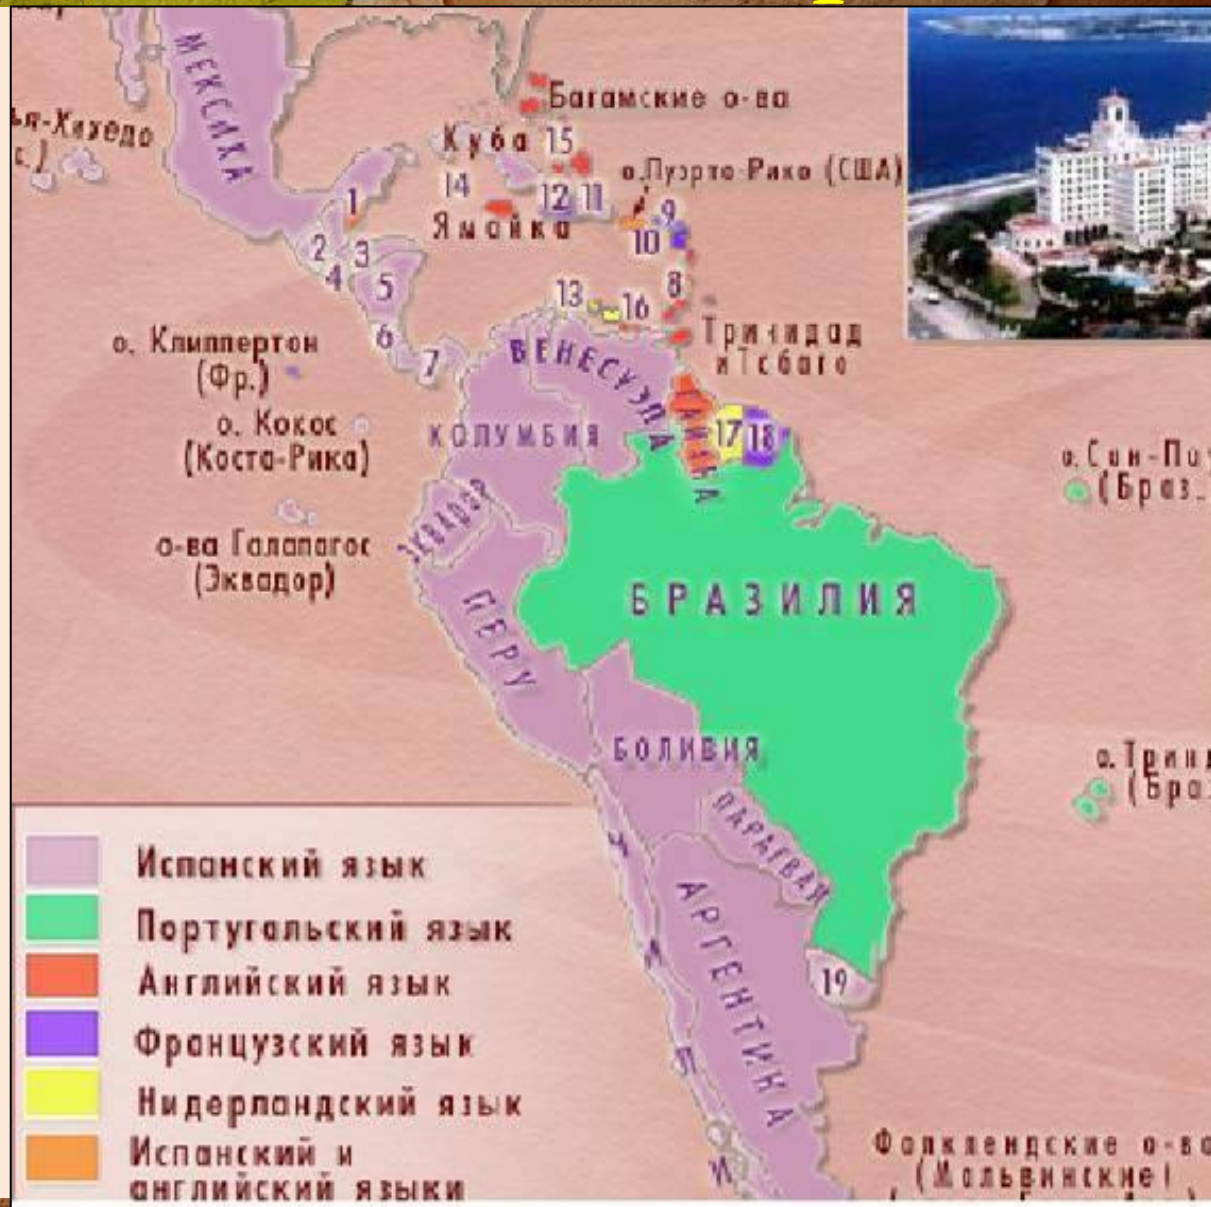 МЕКСИКА
Багамские о-ва
Куба 15
о.Пуэрто-Рико (США)
14
12 11
Ямайка
9
10
1
2 3
4 5
6
7
13
16
8
Тринидад
и Тобаго
о. Клиппертон
(Фр.)
о. Кокос
(Коста-Рика)
о-ва Галапагос
(Эквадор)
ВЕНЕСУЭЛА
КОЛУМБИЯ
ГАЙАНА
17 18
ЭКВАДОР
(Браз.
БРАЗИЛИЯ
ПЕРУ
БОЛИВИЯ
ПАРАГВАЙ
ЧИЛИ
АРГЕНТИНА
19
Испанский язык
Португальский язык
Английский язык
Французский язык
Нидерландский язык
Испанский и
английский языки
Фолклендские о-ва
(Мальвинские)